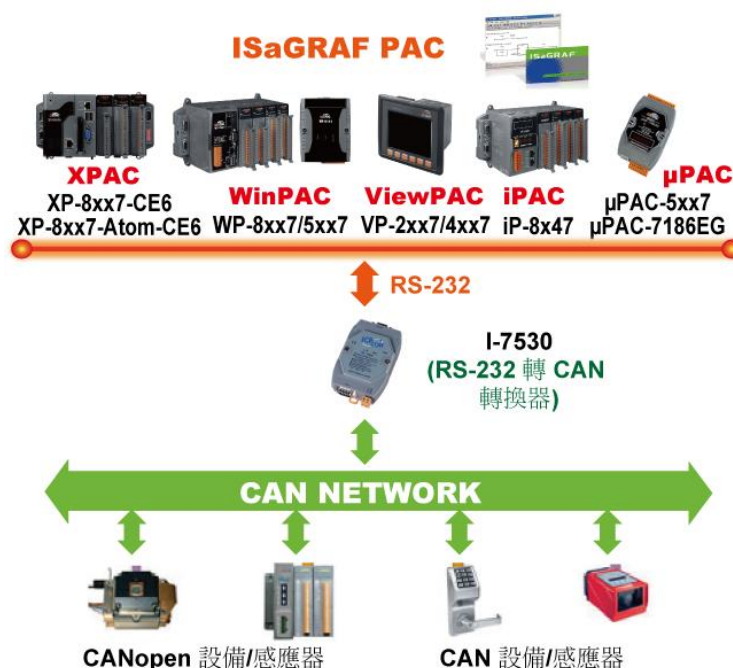 ISaGRAF PAC
ISaGRAF
XPAC
XP-8xx7-CE6
XP-8xx7-Atom-CE6
WinPAC
WP-8xx7/5xx7
ViewPAC
VP-2xx7/4xx7
iPAC
iP-8x47
µPAC
µPAC-5xx7
µPAC-7186EG
RS-232
I-7530
(RS-232 轉 CAN
轉換器)
CAN NETWORK
CANopen 設備/感應器
CAN 設備/感應器